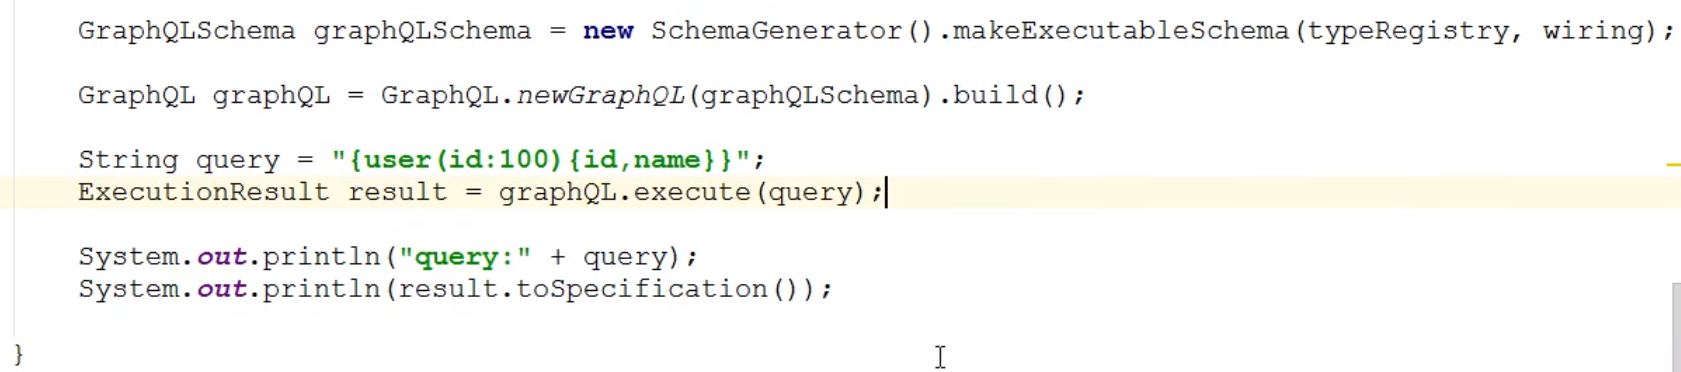 GraphQLSchema graphQLSchema = new SchemaGenerator().makeExecutableSchema(typeRegistry, wiring);
GraphQL graphQL = GraphQL.newGraphQL(graphQLSchema).build();
String query = "{user(id:100){id,name}}";
ExecutionResult result = graphQL.execute(query);
System.out.println("query:" + query);
System.out.println(result.toSpecification());
}